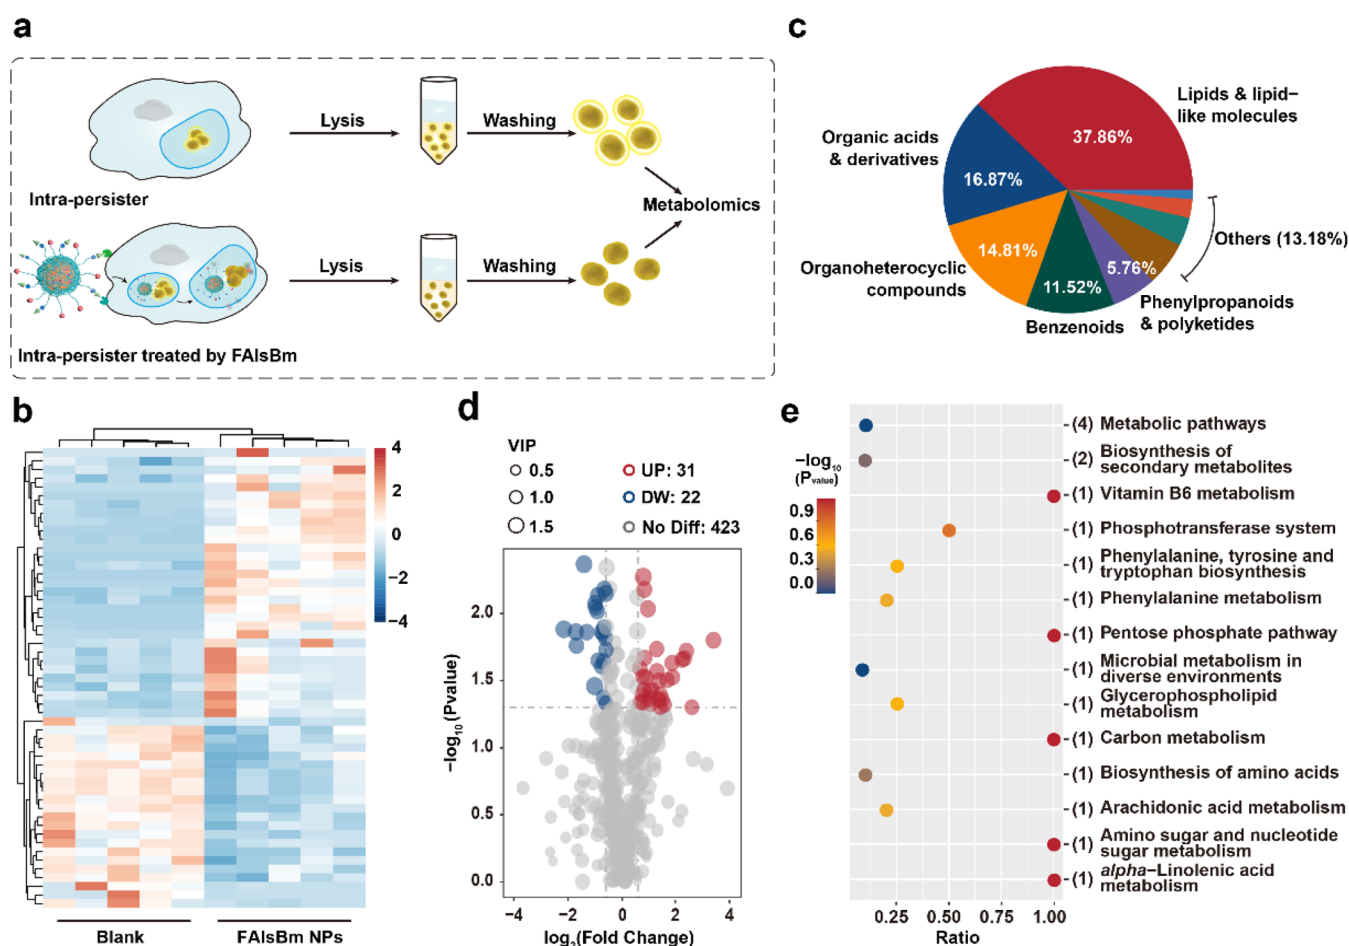 a
Lysis
Washing
Intra-persister
Metabolomics
Lysis
Washing
Intra-persister treated by FAIsBm
c
Lipids & lipid-
like molecules
37.86%
Organic acids
& derivatives
16.87%
14.81%
Organoheterocyclic
compounds
11.52%
Benzenoids
5.76%
Phenylpropanoids
& polyketides
Others (13.18%)
b
4
2
0
−2
−4
Blank
FAIsBm NPs
d
VIP
0.5
1.0
1.5
UP: 31
DW: 22
No Diff: 423
−log10 (Pvalue)
2.0
1.5
1.0
0.5
0.0
−4
−2
0
2
4
log2(Fold Change)
e
−log10
(Pvalue)
0.9
0.6
0.3
0.0
(4) Metabolic pathways
(2) Biosynthesis of
secondary metabolites
(1) Vitamin B6 metabolism
(1) Phosphotransferase system
(1) Phenylalanine, tyrosine and
tryptophan biosynthesis
(1) Phenylalanine metabolism
(1) Pentose phosphate pathway
(1) Microbial metabolism in
diverse environments
(1) Glycerophospholipid
metabolism
(1) Carbon metabolism
(1) Biosynthesis of amino acids
(1) Arachidonic acid metabolism
(1) Amino sugar and nucleotide
sugar metabolism
(1) alpha−Linolenic acid
metabolism
0.25
0.50
0.75
1.00
Ratio